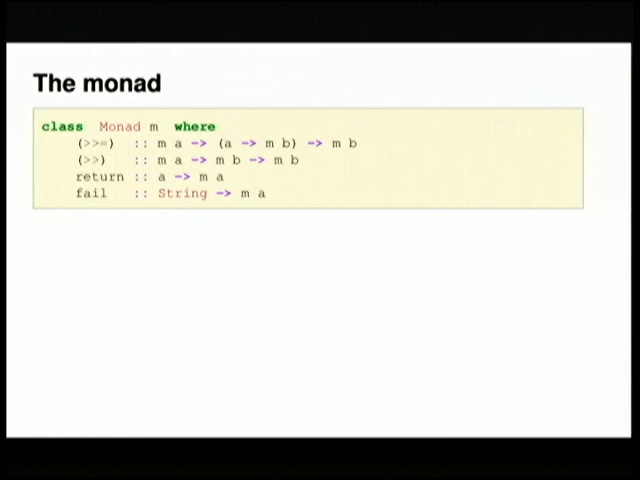 The monad
class Monad m where
(>>=) :: m a -> (a -> m b) -> m b
(>>) :: m a -> m b -> m b
return :: a -> m a
fail :: String -> m a